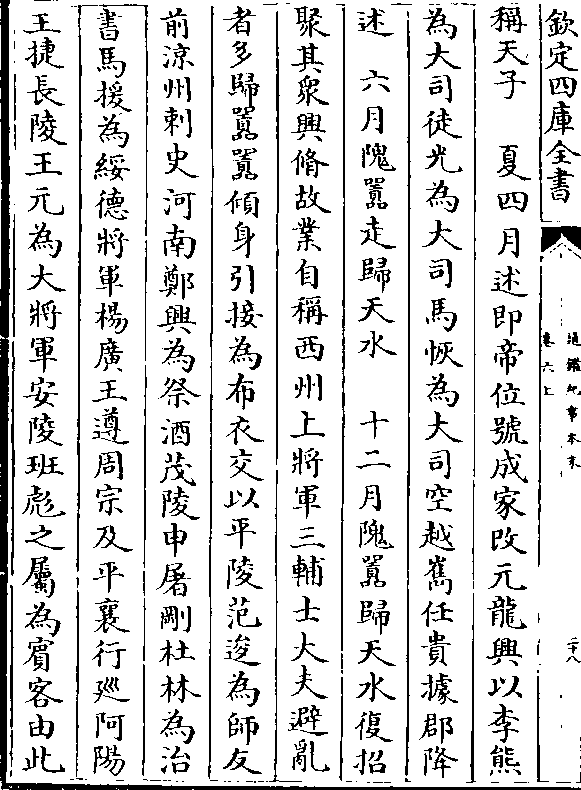 欽定四庫全書
通鑑紀事本末
卷六上
二十八
稱天子　夏四月述即帝位號成家改元龍興以李熊
為大司徒光為大司馬恢為大司空越嶲任貴據郡降
述　六月隗囂走歸天水　十二月隗囂歸天水復招
聚其衆興脩故業自稱西州上將軍三輔士大夫避亂
者多歸囂囂傾身引接為布衣交以平陵范逡為師友
前涼州刺史河南鄭興為祭酒茂陵申屠剛杜林為治
書馬援為綏德將軍楊廣王遵周宗及平襄行廵阿陽
王捷長陵王元為大將軍安陵班彪之屬為賓客由此